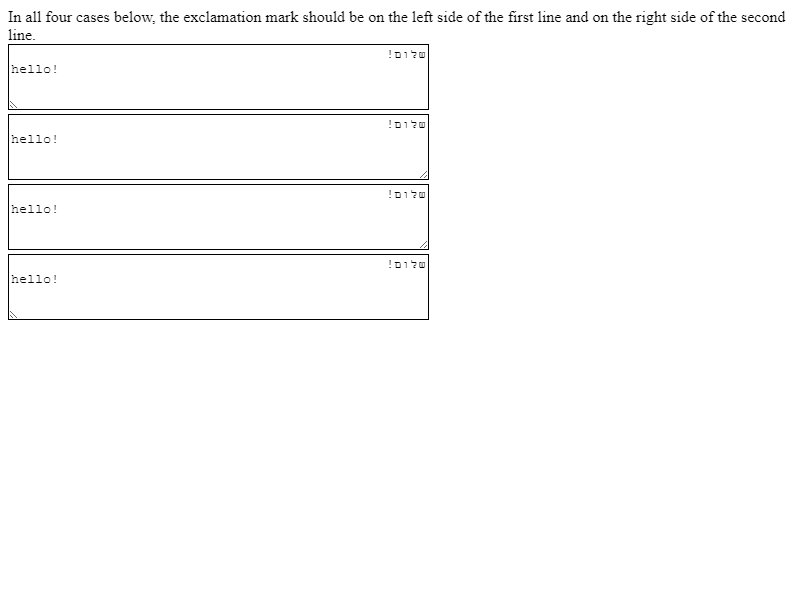 In all four cases below, the exclamation mark should be on the left side of the first line and on the right side of the second
line.
שלום!
hello!
שלום!
hello!
שלום!
hello!
שלום!
hello!